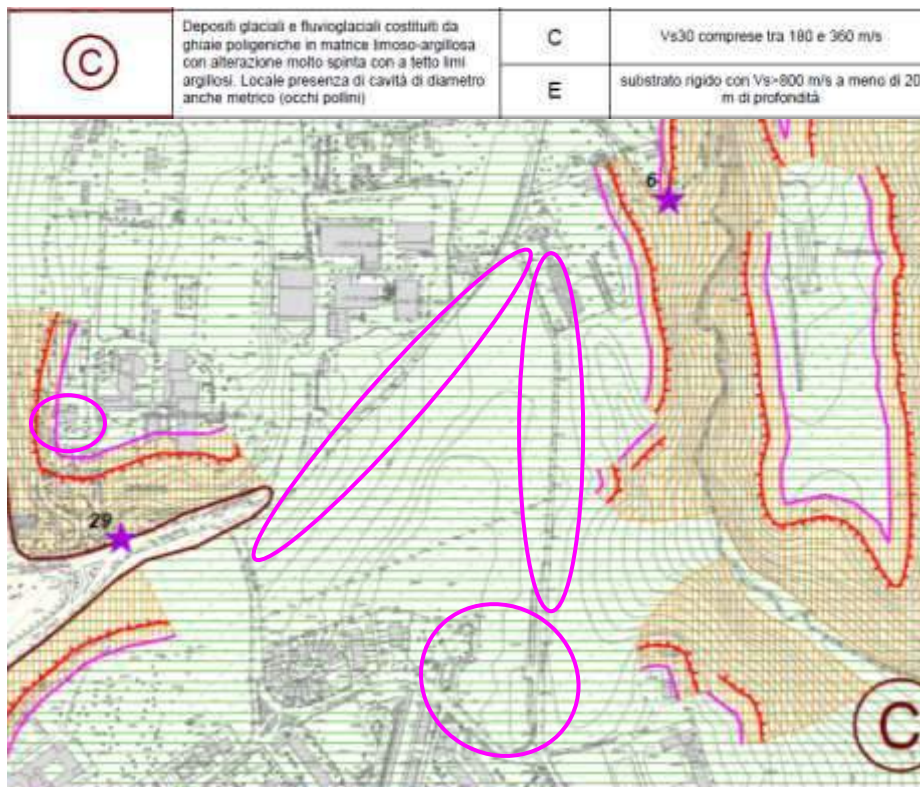 C
Depositi glaciali e fluvioglaciali costituiti da
ghiaie poligeniche in matrice limoso-argillosa
con alterazione molto spinta con a tetto limi
argillosi. Locale presenza di cavità di diametro
anche metrico (occhi pollini)
C
Vs30 comprese tra 180 e 360 m/s
E
substrato rigido con Vs>800 m/s a meno di 20
m di profondità
6
29
C